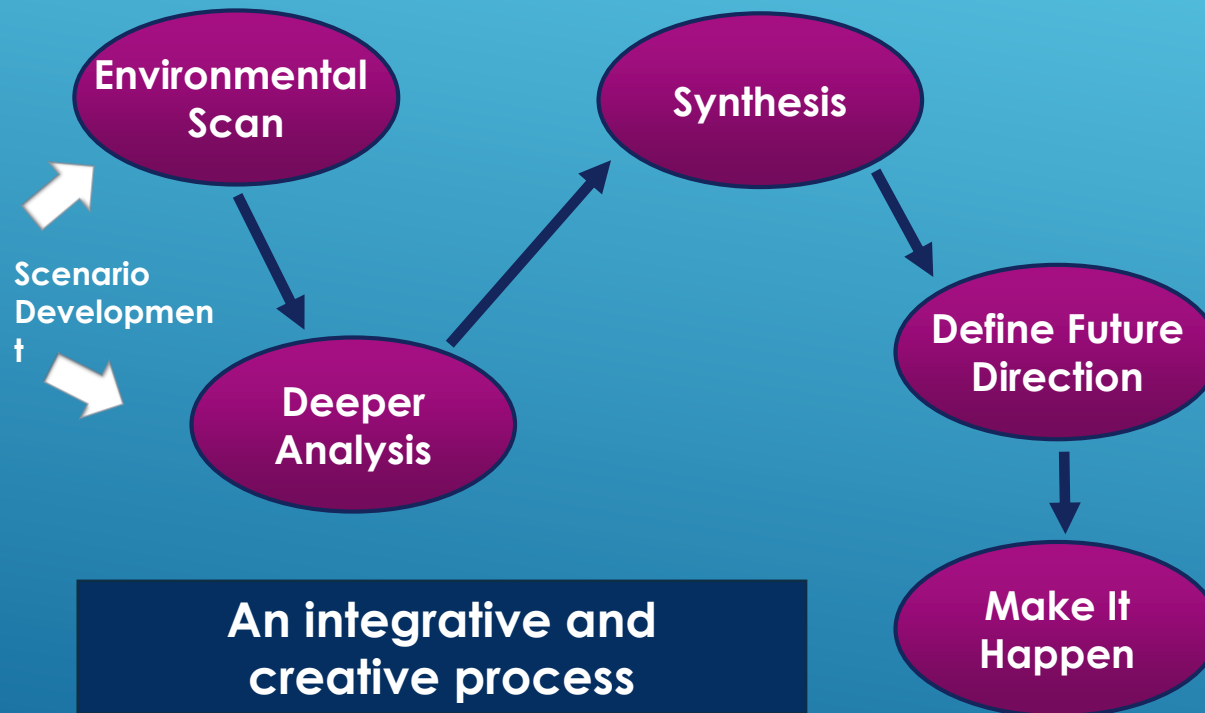 Environmental
Scan
Synthesis
Scenario
Developmen
t
Deeper
Analysis
Define Future
Direction
Make It
Happen
An integrative and
creative process